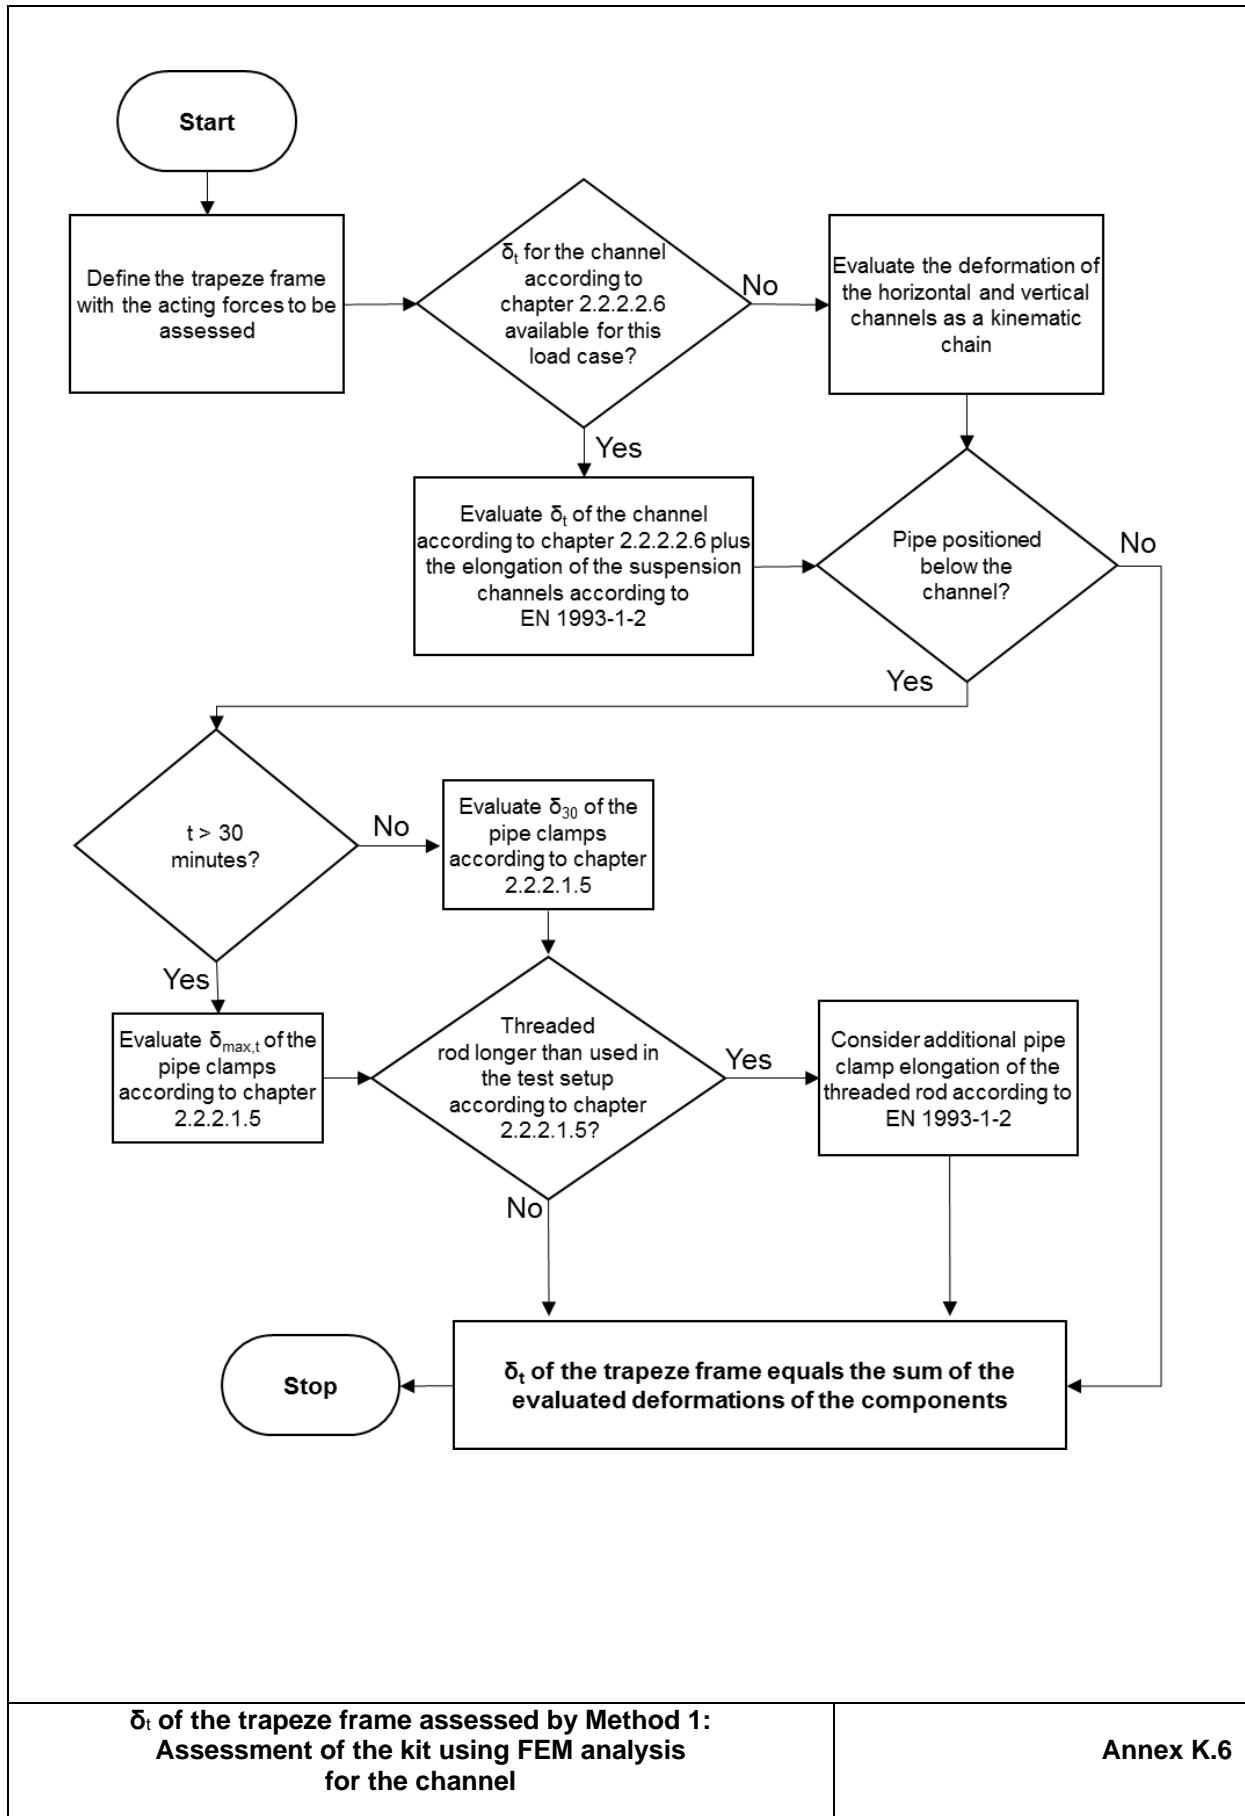 Start
Define the trapeze frame
with the acting forces to be
assessed
δt for the channel
according to
chapter 2.2.2.2.6
available for this
load case?
No
Evaluate the deformation of
the horizontal and vertical
channels as a kinematic
chain
Yes
Evaluate δt of the channel
according to chapter 2.2.2.2.6 plus
the elongation of the suspension
channels according to
EN 1993-1-2
Pipe positioned
below the
channel?
No
Yes
t > 30
minutes?
No
Evaluate δ30 of the
pipe clamps
according to chapter
2.2.2.1.5
Yes
Evaluate δmax,t of the
pipe clamps
according to chapter
2.2.2.1.5
Threaded
rod longer than used in
the test setup
according to chapter
2.2.2.1.5?
Yes
Consider additional pipe
clamp elongation of the
threaded rod according to
EN 1993-1-2
No
Stop
δt of the trapeze frame equals the sum of the
evaluated deformations of the components
δt of the trapeze frame assessed by Method 1:
Assessment of the kit using FEM analysis
for the channel
Annex K.6